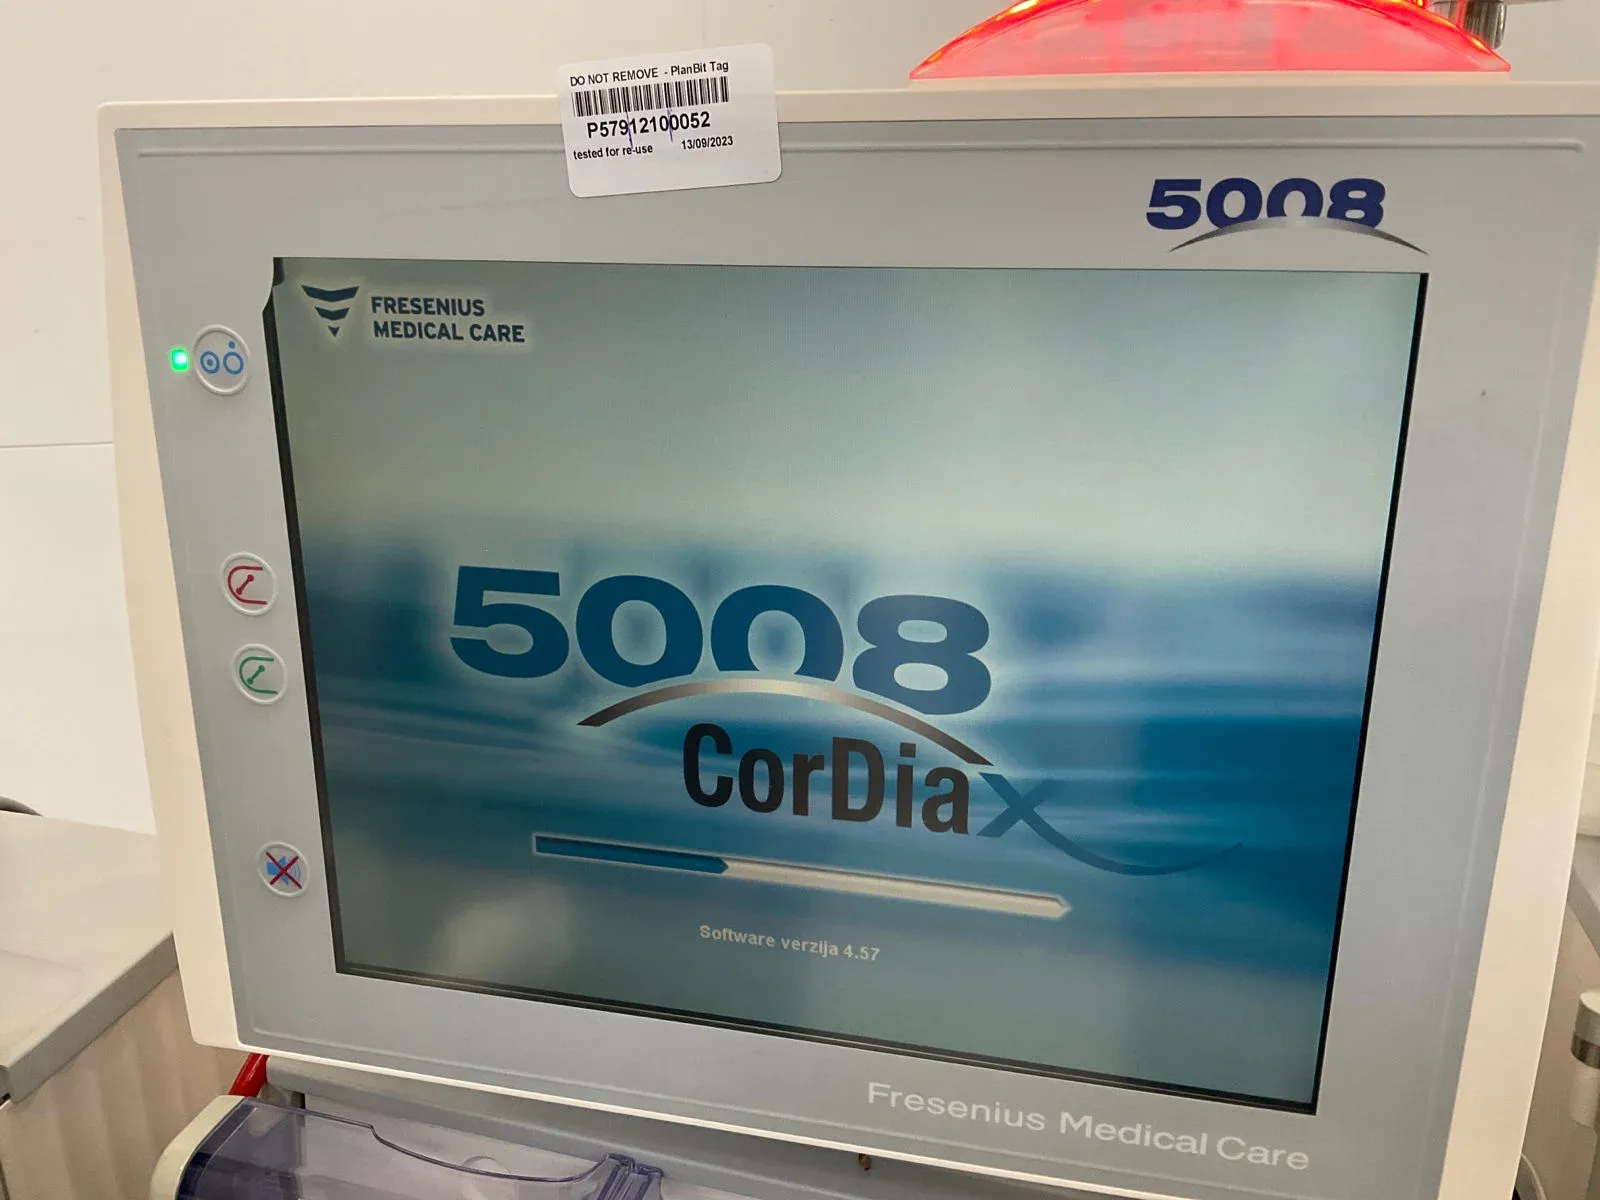 DO NOT REMOVE - PlanBit Tag
P57912100052
tested for re-use 13/09/2023
5008
FRESENIUS
MEDICAL CARE
5008
CorDiax
Software verzija 4.57
Fresenius Medical Care